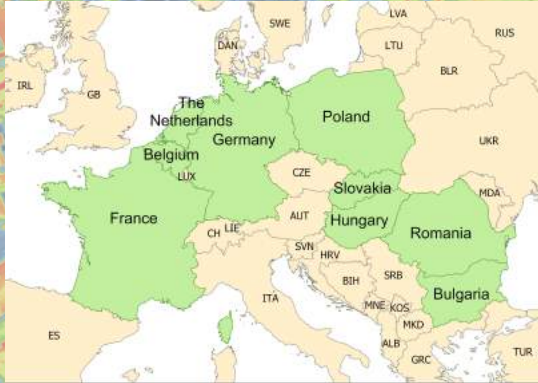 SWE
LVA
RUS
DAN
LTU
IRL
GB
BLR
The
Netherlands
Poland
Germany
Belgium
UKR
LUX
CZE
Slovakia
MDA
France
AUT
Hungary
CH
LIE
Romania
SVN
HRV
BIH
SRB
Bulgaria
ITA
MNE
KOS
MKD
ES
ALB
GRC
TUR